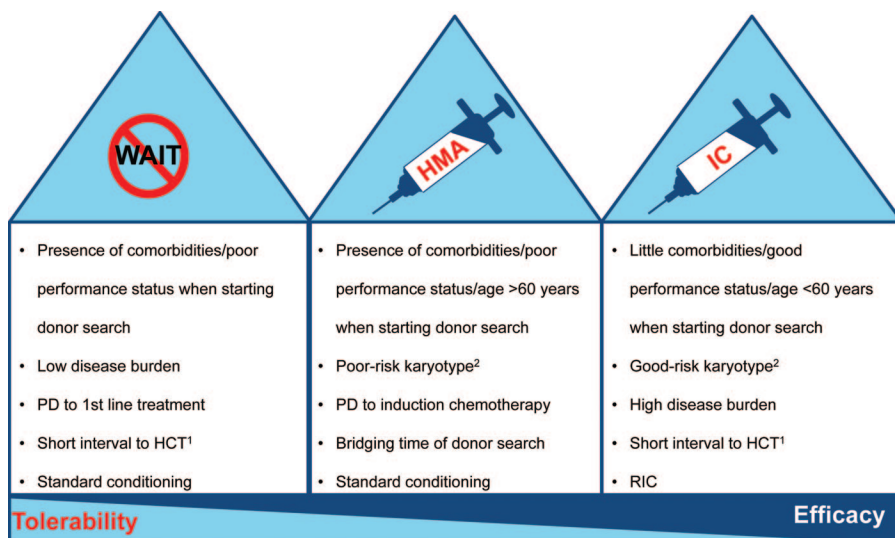 WAIT
HMA
IC
• Presence of comorbidities/poor
performance status when starting
donor search
• Low disease burden
• PD to 1st line treatment
• Short interval to HCT¹
• Standard conditioning
• Presence of comorbidities/poor
performance status/age >60 years
when starting donor search
• Poor-risk karyotype²
• PD to induction chemotherapy
• Bridging time of donor search
• Standard conditioning
• Little comorbidities/good
performance status/age <60 years
when starting donor search
• Good-risk karyotype²
• High disease burden
• Short interval to HCT¹
• RIC
Tolerability
Efficacy